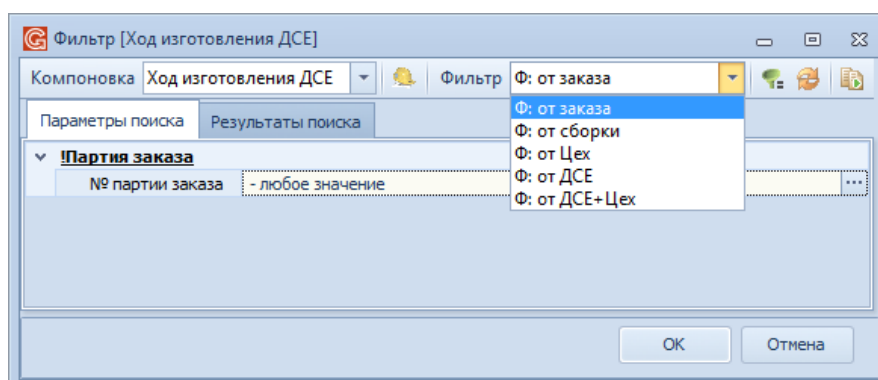 Фильтр [Ход изготовления ДСЕ]
Компоновка Ход изготовления ДСЕ Фильтр Ф: от заказа
Параметры поиска Результаты поиска
Ф: от заказа
Ф: от сборки
Ф: от Цех
Ф: от ДСЕ
Ф: от ДСЕ+Цех
!Партия заказа
№ партии заказа - любое значение ...
OK Отмена